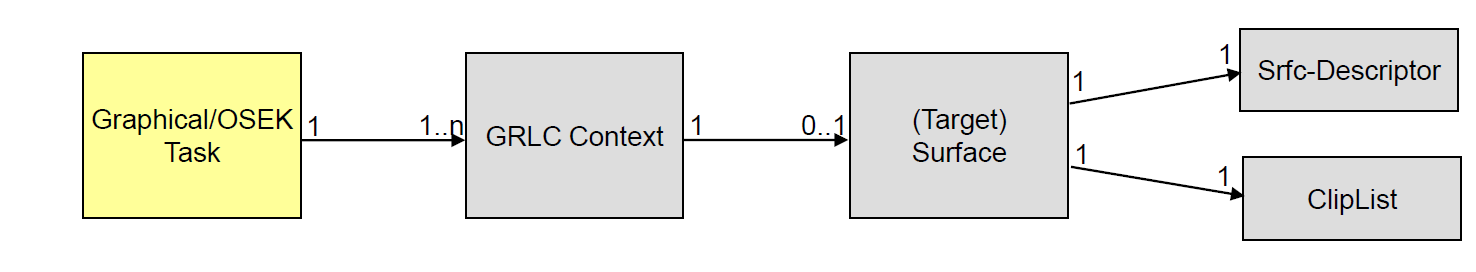 Graphical/OSEK
Task
1
1..n
GRLC Context
1
0..1
(Target)
Surface
1
1
Srfc-Descriptor
1
1
ClipList